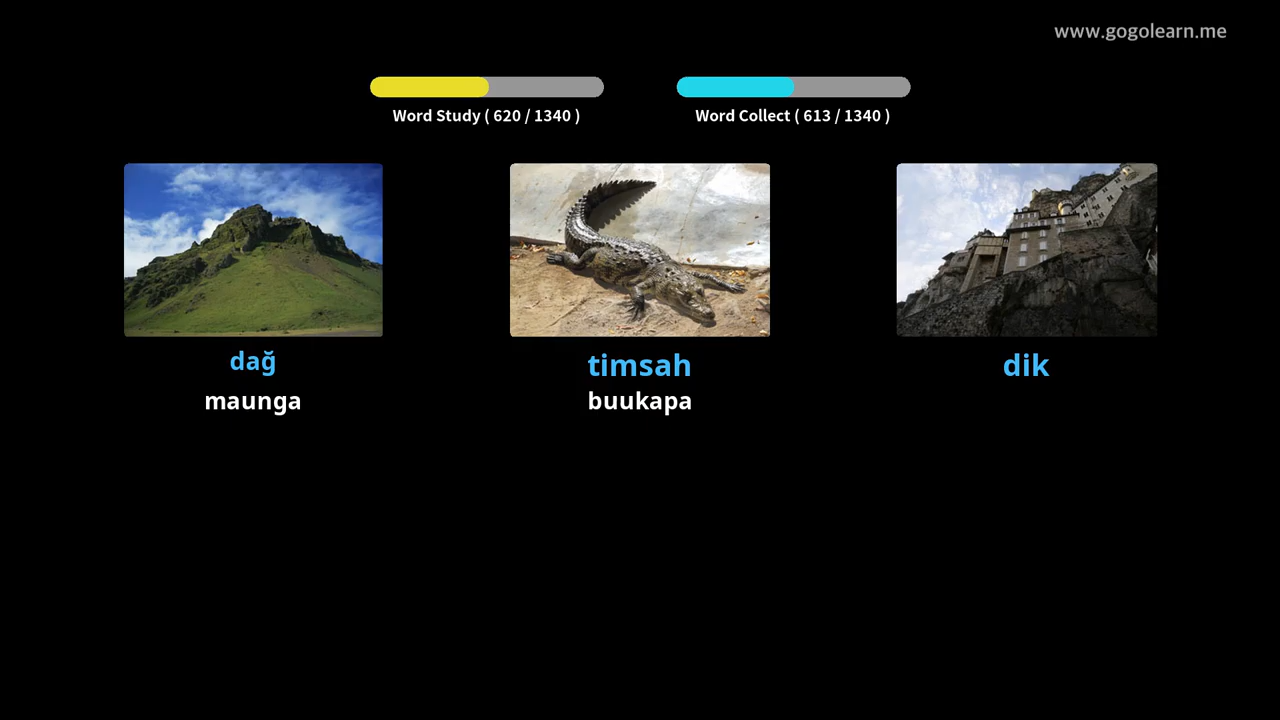 www.gogolearn.me
Word Study ( 620 / 1340 )
Word Collect ( 613 / 1340 )
dağ
maunga
timsah
buukapa
dik